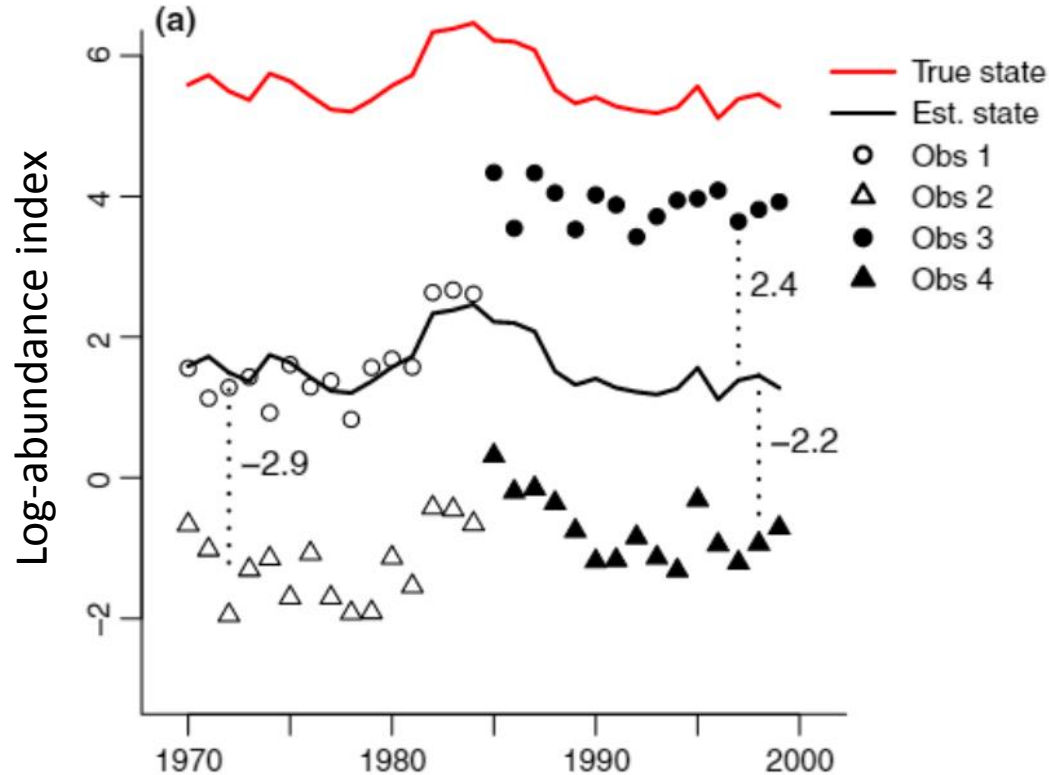 (a)
Log-abundance index
6
4
2
0
−2
True state
Est. state
Obs 1
Obs 2
Obs 3
Obs 4
2.4
−2.2
−2.9
1970
1980
1990
2000